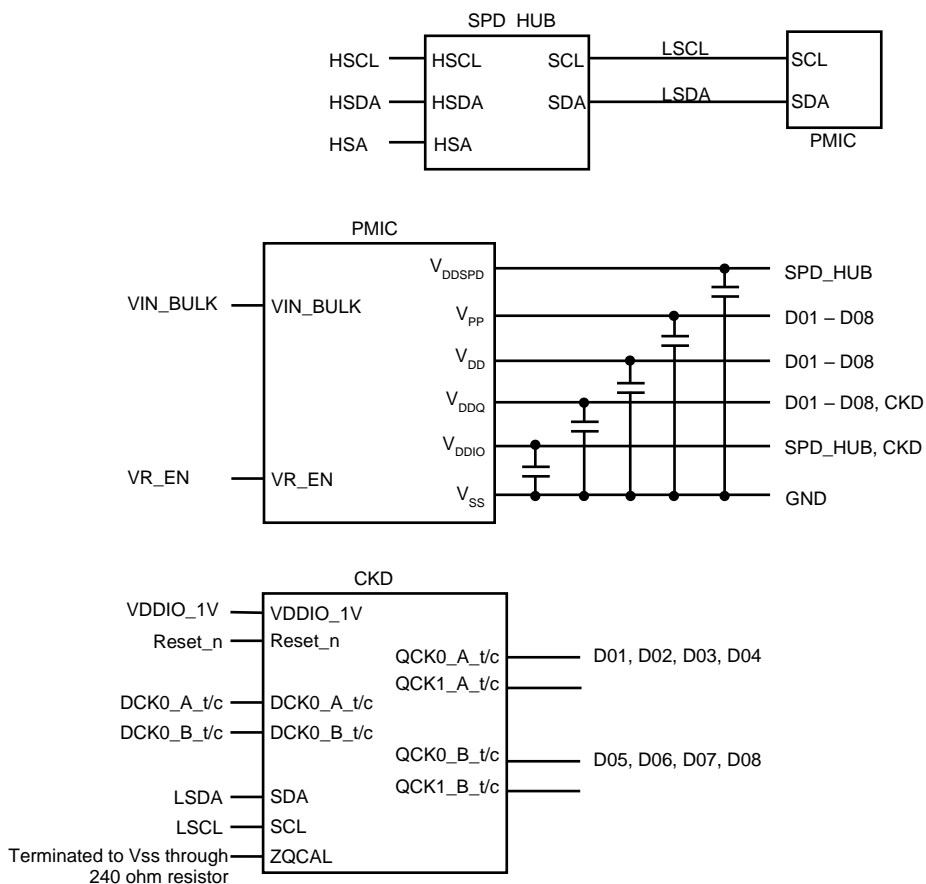 SPD HUB
HSCL HSCL SCL LSCL SCL
HSDA HSDA SDA LSDA SDA
HSA HSA
PMIC
PMIC
VDDSPD SPD_HUB
VIN_BULK VIN_BULK
VPP D01 – D08
VDD D01 – D08
VDDQ D01 – D08, CKD
VDDIO SPD_HUB, CKD
VR_EN VR_EN
VSS GND
CKD
VDDIO_1V VDDIO_1V
Reset_n Reset_n
QCK0_A_t/c D01, D02, D03, D04
QCK1_A_t/c
DCK0_A_t/c DCK0_A_t/c
DCK0_B_t/c DCK0_B_t/c
QCK0_B_t/c D05, D06, D07, D08
QCK1_B_t/c
LSDA SDA
LSCL SCL
Terminated to Vss through ZQCAL
240 ohm resistor